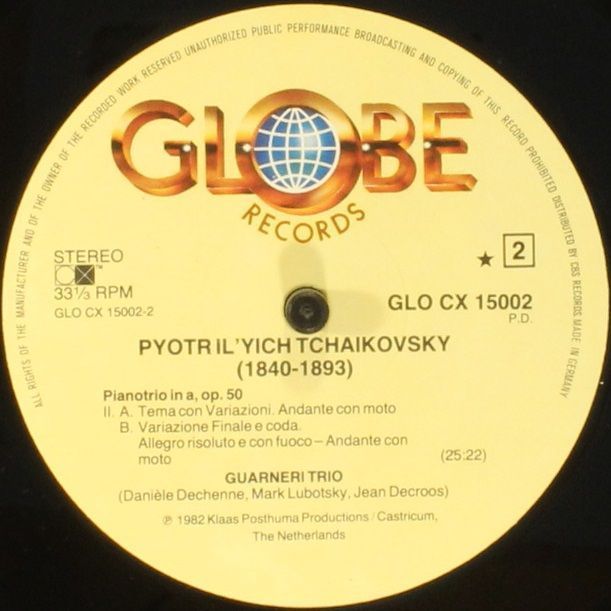 ALL RIGHTS OF THE MANUFACTURER AND OF THE OWNER OF THE RECORDED WORK RESERVED UNAUTHORIZED PUBLIC PERFORMANCE BROADCASTING AND COPYING OF THIS RECORD PROHIBITED DISTRIBUTED BY CBS RECORDS MADE IN GERMANY
GLOBE
RECORDS
STEREO
CX™
33⅓ RPM
GLO CX 15002-2
★ 2
GLO CX 15002
P.D.
PYOTR IL'YICH TCHAIKOVSKY
(1840-1893)
Pianotrio in a, op. 50
II. A. Tema con Variazioni. Andante con moto
B. Variazione Finale e coda.
Allegro risoluto e con fuoco – Andante con
moto (25:22)
GUARNERI TRIO
(Danièle Dechenne, Mark Lubotsky, Jean Decroos)
℗ 1982 Klaas Posthuma Productions / Castricum,
The Netherlands